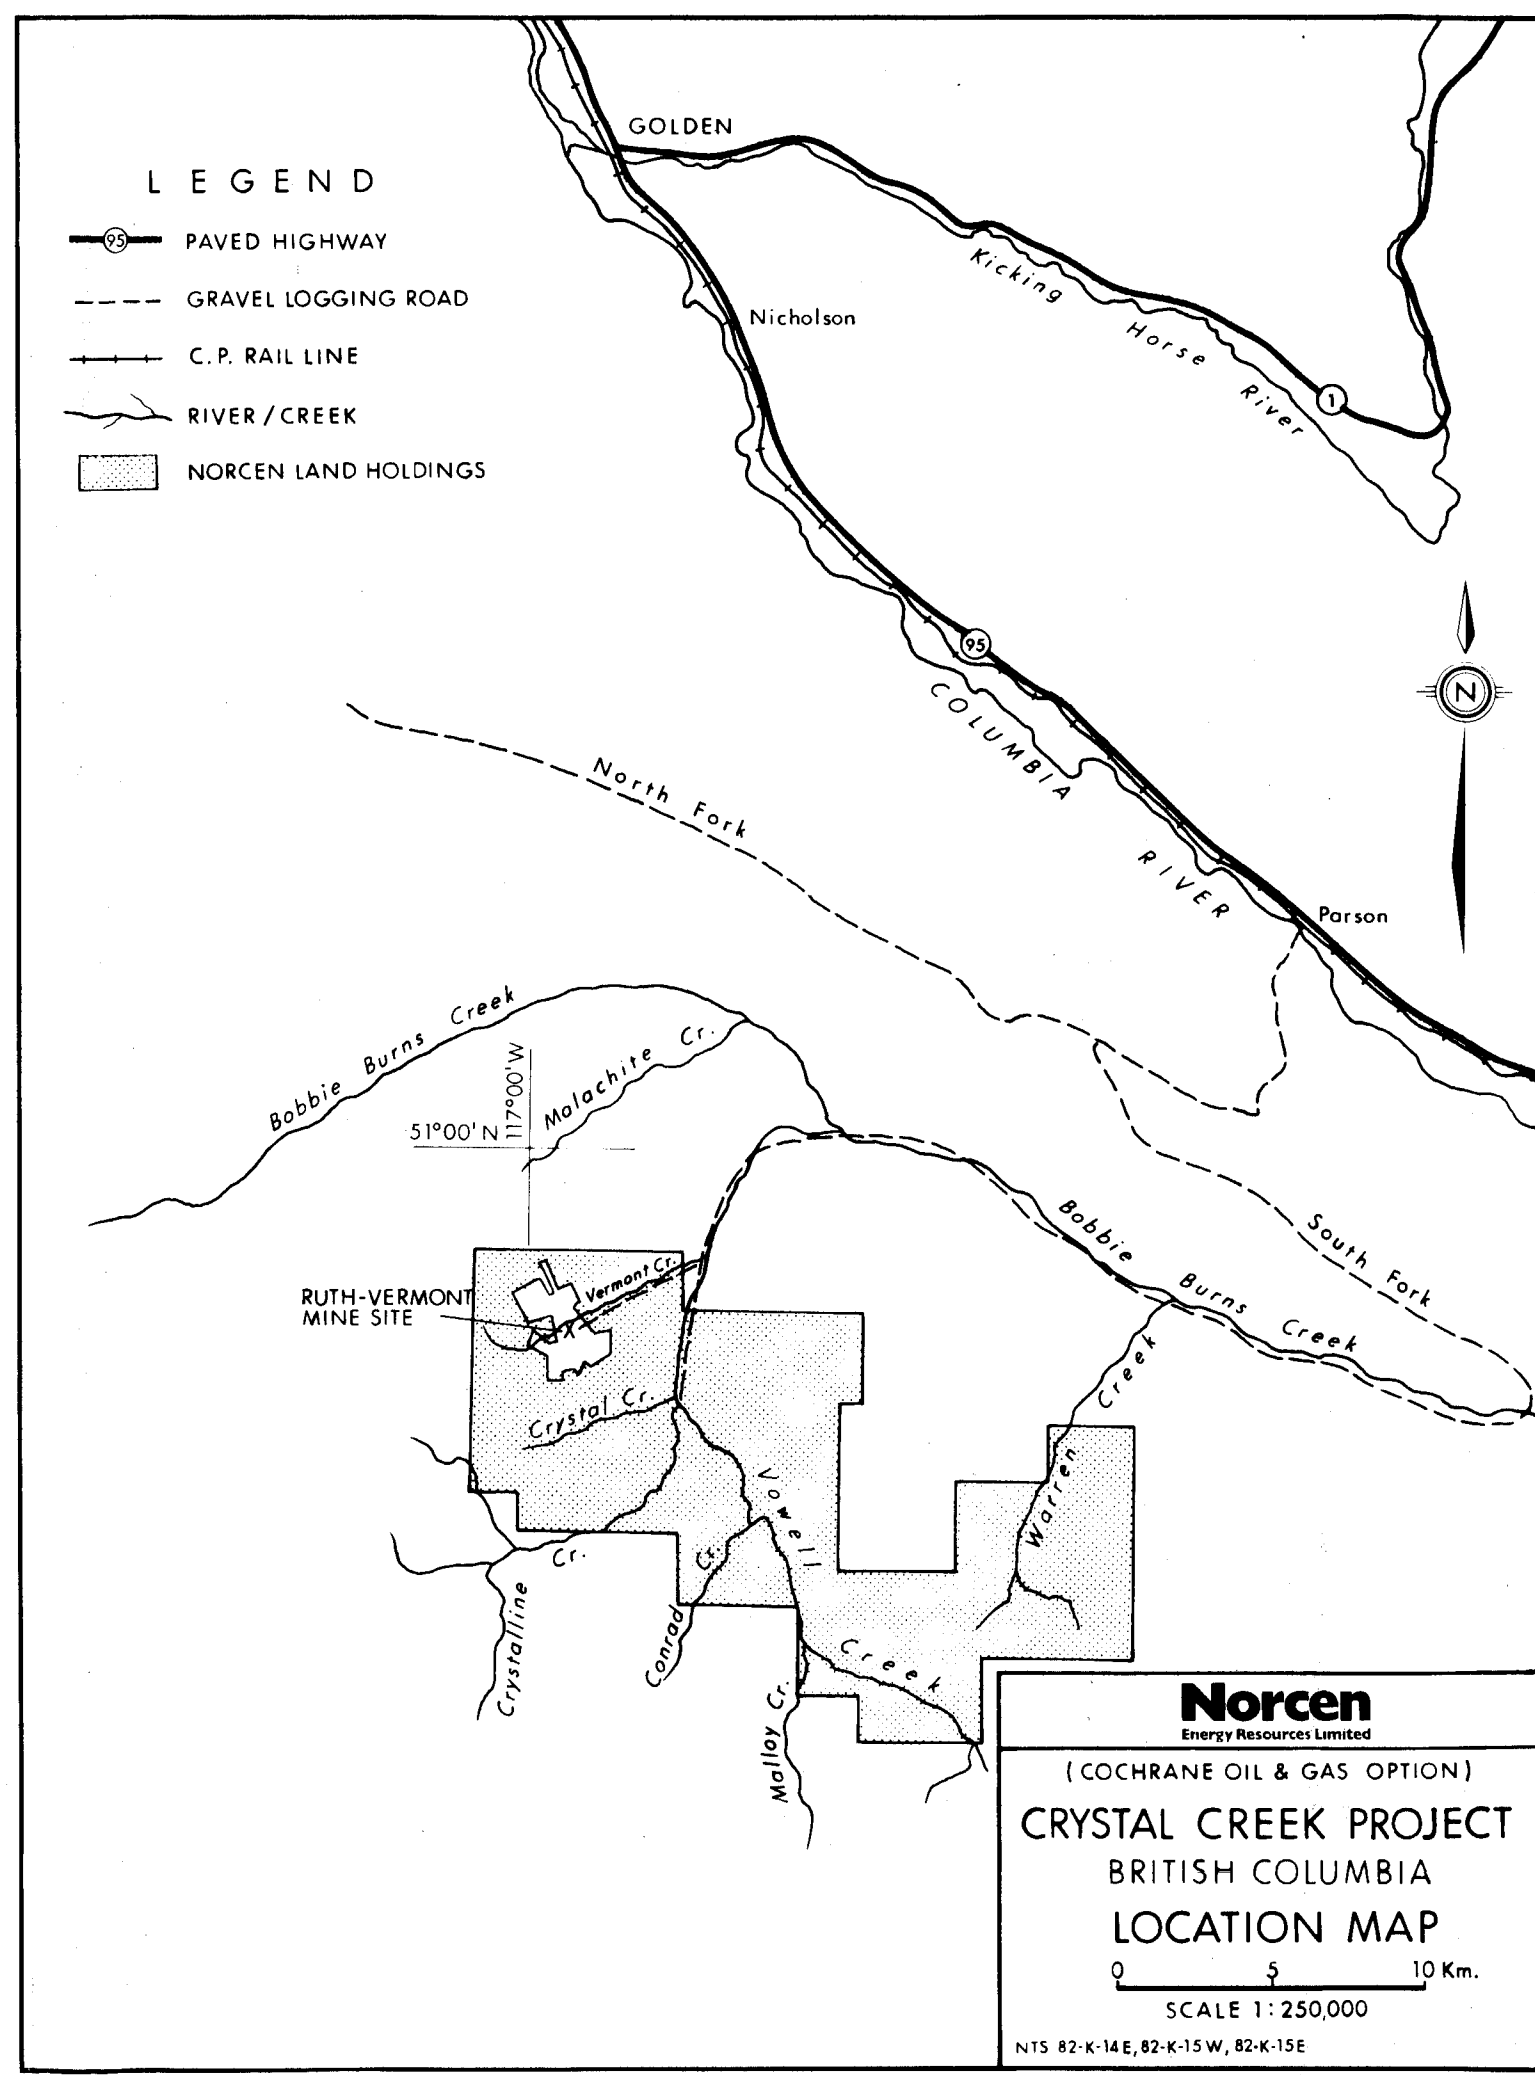 GOLDEN
L E G E N D
95 PAVED HIGHWAY
GRAVEL LOGGING ROAD
C.P. RAIL LINE
RIVER / CREEK
NORCEN LAND HOLDINGS
Nicholson
Kicking Horse River
1
95
N
COLUMBIA RIVER
North Fork
Parson
Bobbie Burns Creek
Malachite Cr.
117°00'W
51°00'N
Bobbie Burns Creek
South Fork
Vermont Cr.
RUTH-VERMONT
MINE SITE
X
Crystal Cr.
Warren Creek
Vowell Creek
Crystalline Cr.
Conrad Cr.
Malloy Cr.
Norcen
Energy Resources Limited
(COCHRANE OIL & GAS OPTION)
CRYSTAL CREEK PROJECT
BRITISH COLUMBIA
LOCATION MAP
0 5 10 Km.
SCALE 1:250,000
NTS 82-K-14E, 82-K-15W, 82-K-15E